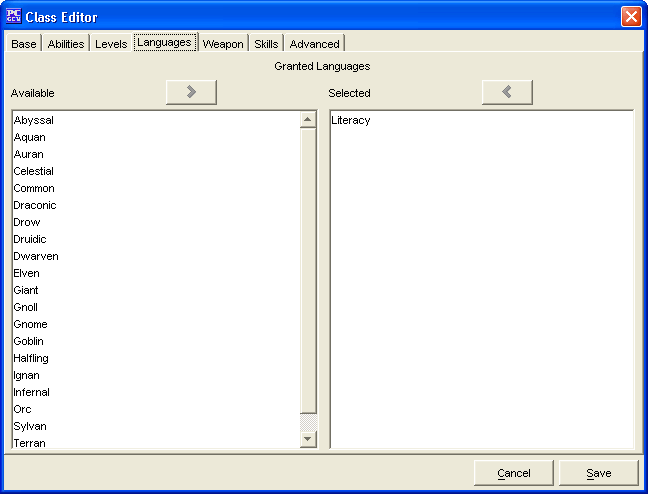 PC GEN Class Editor
Base Abilities Levels Languages Weapon Skills Advanced
Granted Languages
Available > Selected <
Abyssal
Aquan
Auran
Celestial
Common
Draconic
Drow
Druidic
Dwarven
Elven
Giant
Gnoll
Gnome
Goblin
Halfling
Ignan
Infernal
Orc
Sylvan
Terran
Literacy
Cancel Save